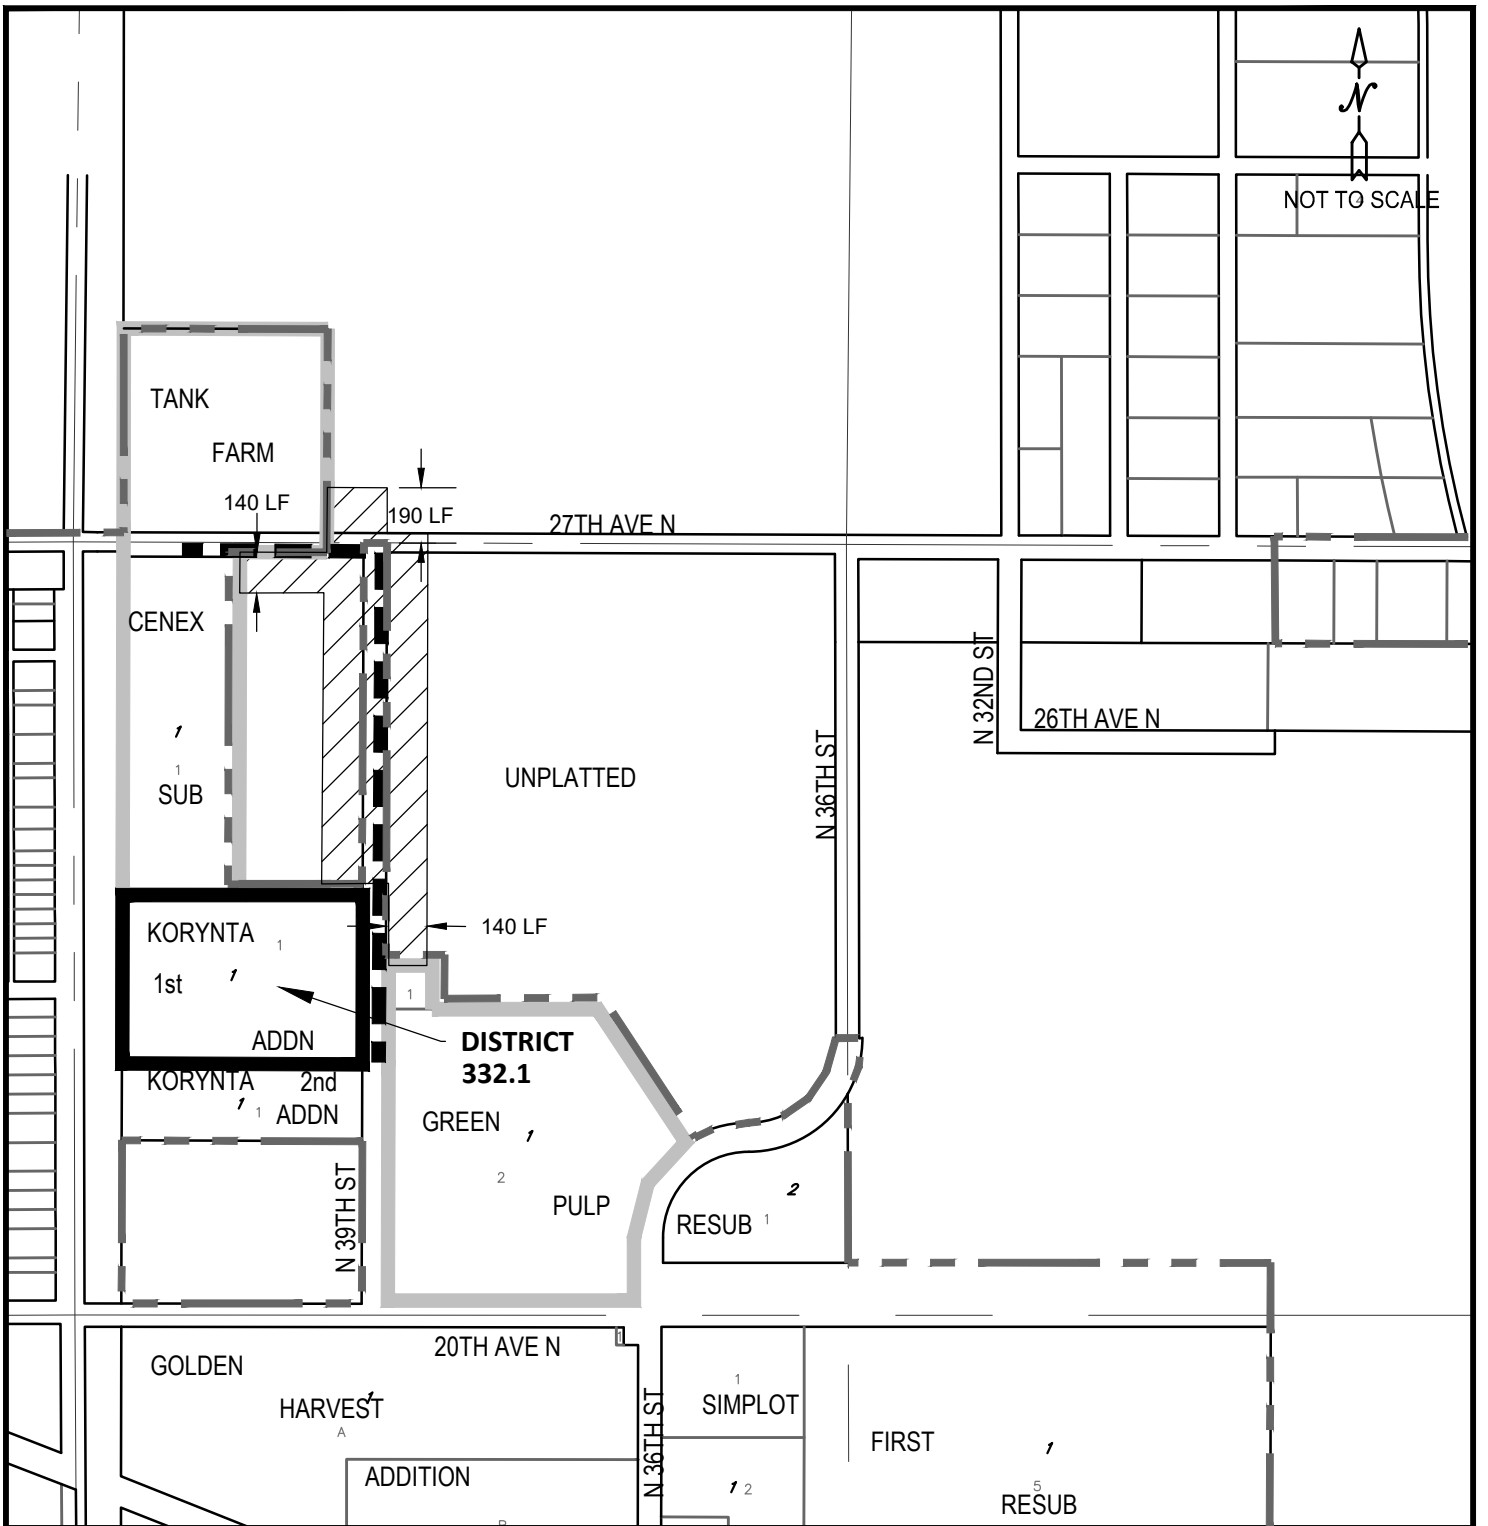 N
NOT TO SCALE
4
TANK
FARM
140 LF
190 LF
27TH AVE N
CENEX
1
1
SUB
UNPLATTED
N 36TH ST
N 32ND ST
26TH AVE N
KORYNTA
1
1st
1
ADDN
140 LF
1
DISTRICT
332.1
KORYNTA
2nd
1
1
ADDN
GREEN
1
2
PULP
N 39TH ST
RESUB
2
1
20TH AVE N
1
GOLDEN
HARVEST
1
A
ADDITION
B
N 36TH ST
1
SIMPLOT
1
2
FIRST
1
5
RESUB